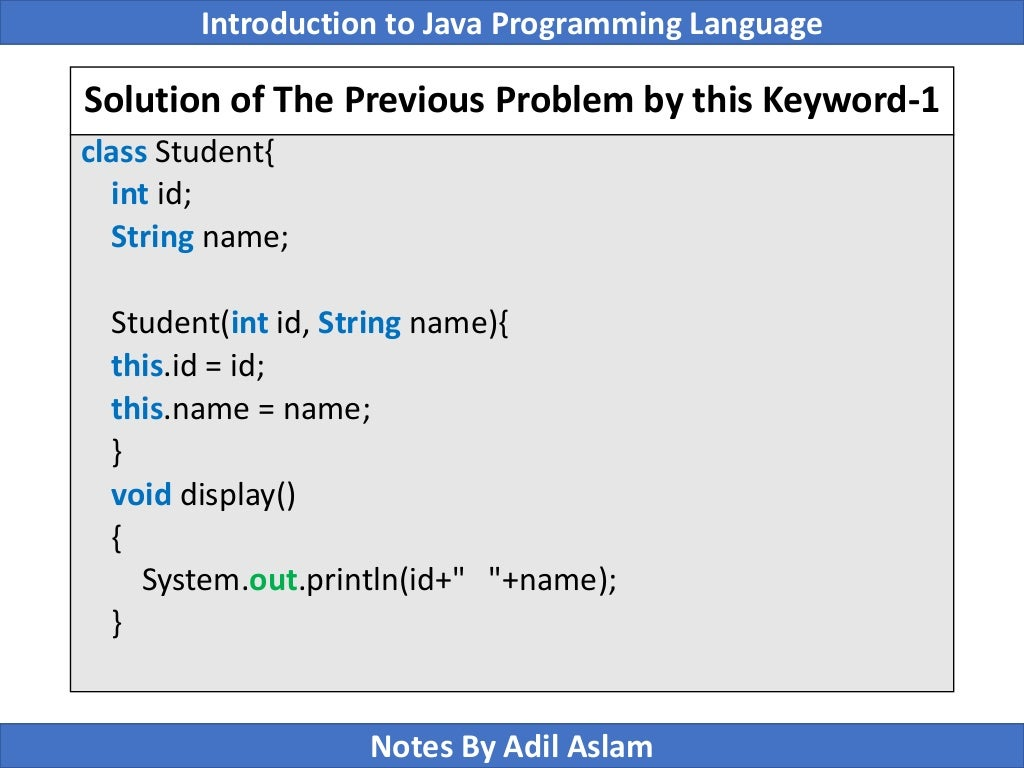 Introduction to Java Programming Language
Solution of The Previous Problem by this Keyword-1
class Student{
int id;
String name;
Student(int id, String name){
this.id = id;
this.name = name;
}
void display()
{
System.out.println(id+"   "+name);
}
Notes By Adil Aslam